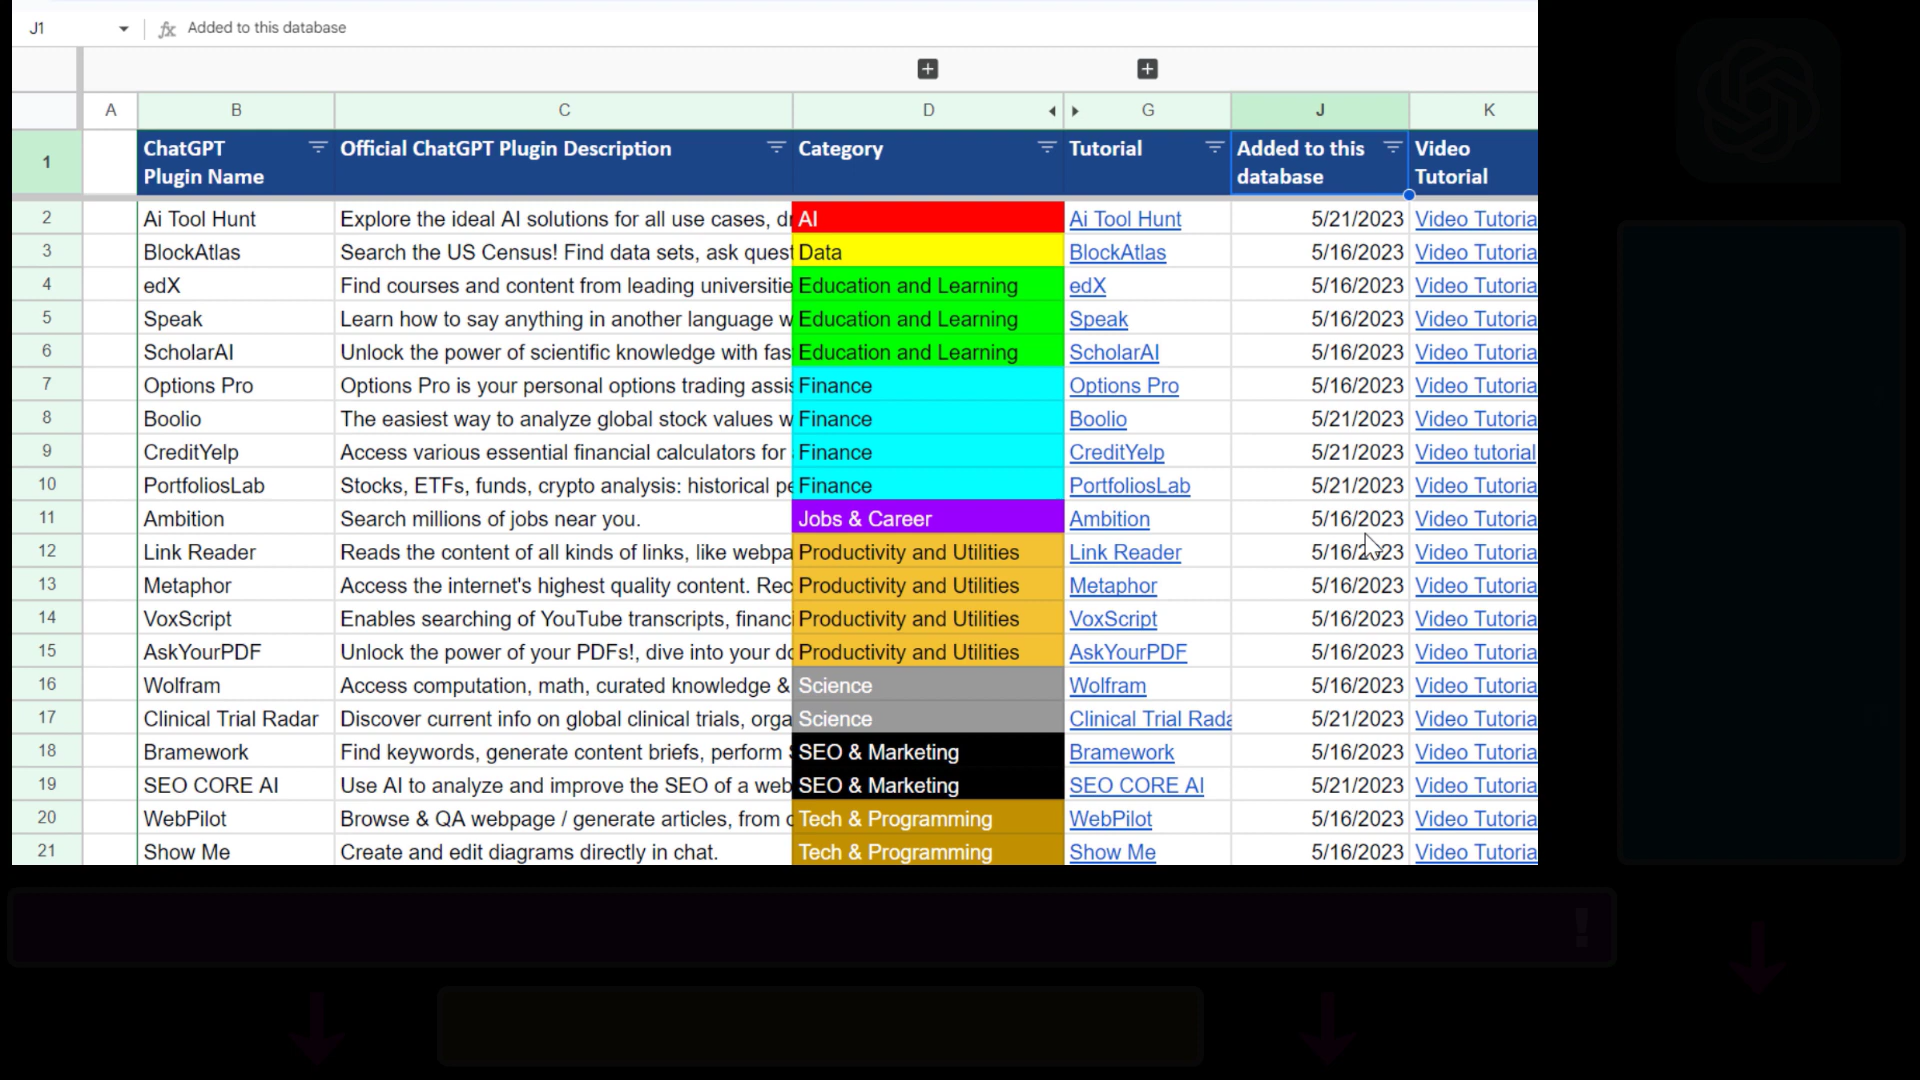 J1 fx Added to this database
A B C D G J K
1 ChatGPT Plugin Name Official ChatGPT Plugin Description Category Tutorial Added to this database Video Tutorial
2 Ai Tool Hunt Explore the ideal AI solutions for all use cases, dr AI Ai Tool Hunt 5/21/2023 Video Tutoria
3 BlockAtlas Search the US Census! Find data sets, ask quest Data BlockAtlas 5/16/2023 Video Tutoria
4 edX Find courses and content from leading universitie Education and Learning edX 5/16/2023 Video Tutoria
5 Speak Learn how to say anything in another language w Education and Learning Speak 5/16/2023 Video Tutoria
6 ScholarAI Unlock the power of scientific knowledge with fas Education and Learning ScholarAI 5/16/2023 Video Tutoria
7 Options Pro Options Pro is your personal options trading assis Finance Options Pro 5/16/2023 Video Tutoria
8 Boolio The easiest way to analyze global stock values w Finance Boolio 5/21/2023 Video Tutoria
9 CreditYelp Access various essential financial calculators for Finance CreditYelp 5/21/2023 Video tutorial
10 PortfoliosLab Stocks, ETFs, funds, crypto analysis: historical pe Finance PortfoliosLab 5/21/2023 Video Tutoria
11 Ambition Search millions of jobs near you. Jobs & Career Ambition 5/16/2023 Video Tutoria
12 Link Reader Reads the content of all kinds of links, like webpa Productivity and Utilities Link Reader 5/16/2023 Video Tutoria
13 Metaphor Access the internet's highest quality content. Rec Productivity and Utilities Metaphor 5/16/2023 Video Tutoria
14 VoxScript Enables searching of YouTube transcripts, financi Productivity and Utilities VoxScript 5/16/2023 Video Tutoria
15 AskYourPDF Unlock the power of your PDFs!, dive into your do Productivity and Utilities AskYourPDF 5/16/2023 Video Tutoria
16 Wolfram Access computation, math, curated knowledge & Science Wolfram 5/16/2023 Video Tutoria
17 Clinical Trial Radar Discover current info on global clinical trials, orga Science Clinical Trial Rada 5/21/2023 Video Tutoria
18 Bramework Find keywords, generate content briefs, perform S SEO & Marketing Bramework 5/16/2023 Video Tutoria
19 SEO CORE AI Use AI to analyze and improve the SEO of a web SEO & Marketing SEO CORE AI 5/21/2023 Video Tutoria
20 WebPilot Browse & QA webpage / generate articles, from o Tech & Programming WebPilot 5/16/2023 Video Tutoria
21 Show Me Create and edit diagrams directly in chat. Tech & Programming Show Me 5/16/2023 Video Tutoria
!